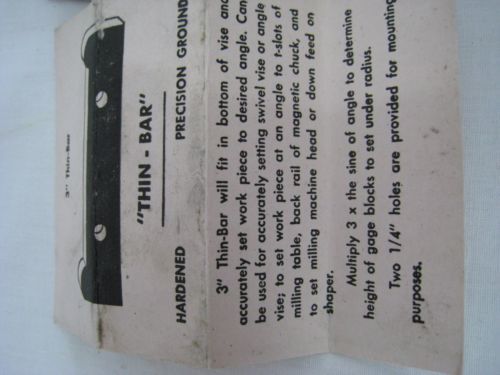 3" Thin-Bar
"THIN - BAR"
HARDENED PRECISION GROUND
3" Thin-Bar will fit in bottom of vise and
accurately set work piece to desired angle. Can
be used for accurately setting swivel vise or angle
vise; to set work piece at an angle to t-slots of
milling table, back rail of magnetic chuck, and
to set milling machine head or down feed on
shaper.
Multiply 3 x the sine of angle to determine
height of gage blocks to set under radius.
Two 1/4" holes are provided for mounting
purposes.